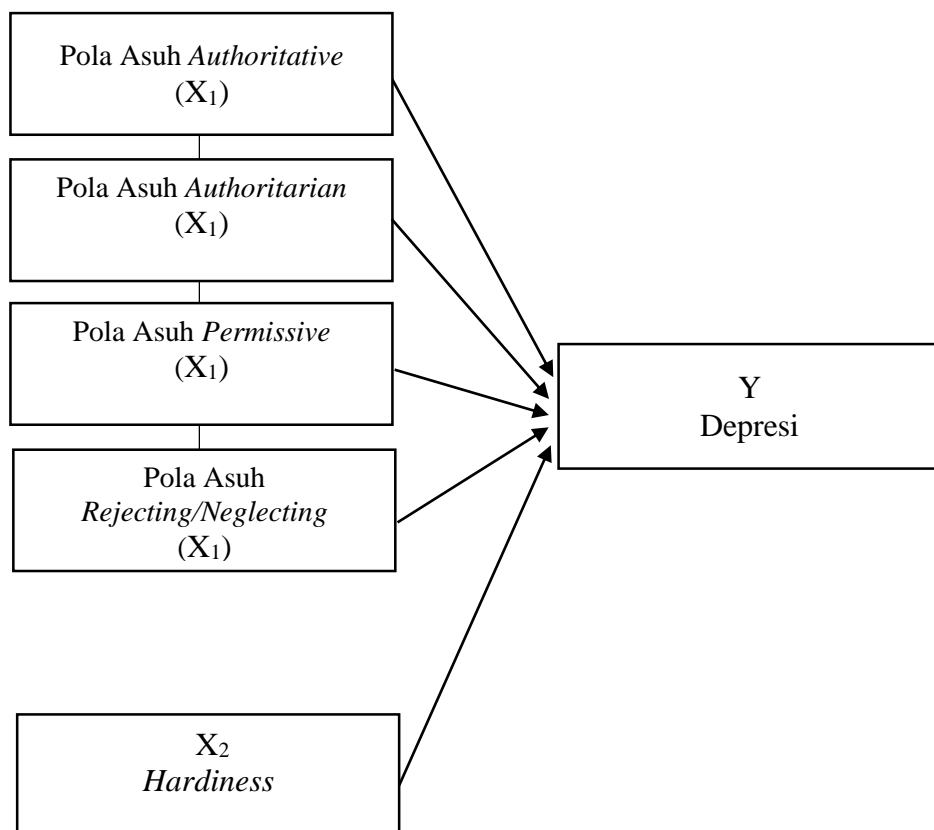 Pola Asuh Authoritative
(X₁)
Pola Asuh Authoritarian
(X₁)
Pola Asuh Permissive
(X₁)
Pola Asuh
Rejecting/Neglecting
(X₁)
Y
Depresi
X₂
Hardiness